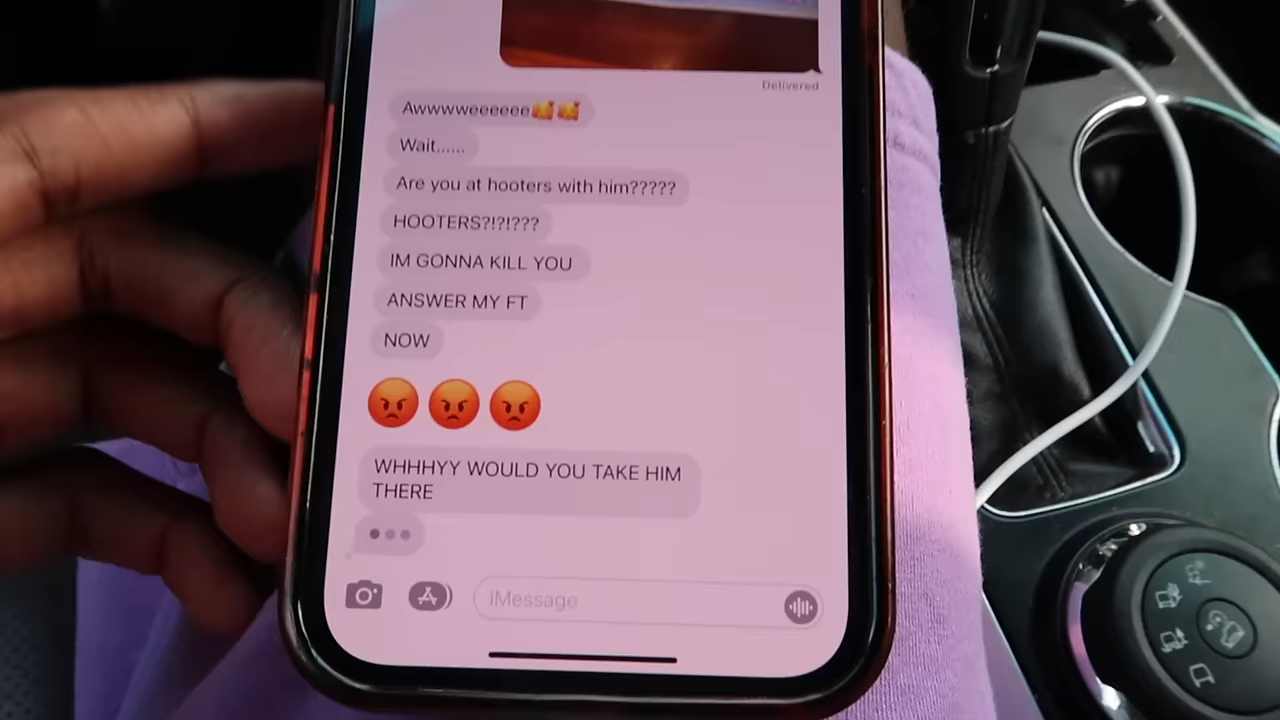 Delivered
Awwwweeeeee🥰🥰
Wait......
Are you at hooters with him?????
HOOTERS?!?!???
IM GONNA KILL YOU
ANSWER MY FT
NOW
😡😡😡
WHHHYY WOULD YOU TAKE HIM
THERE
iMessage